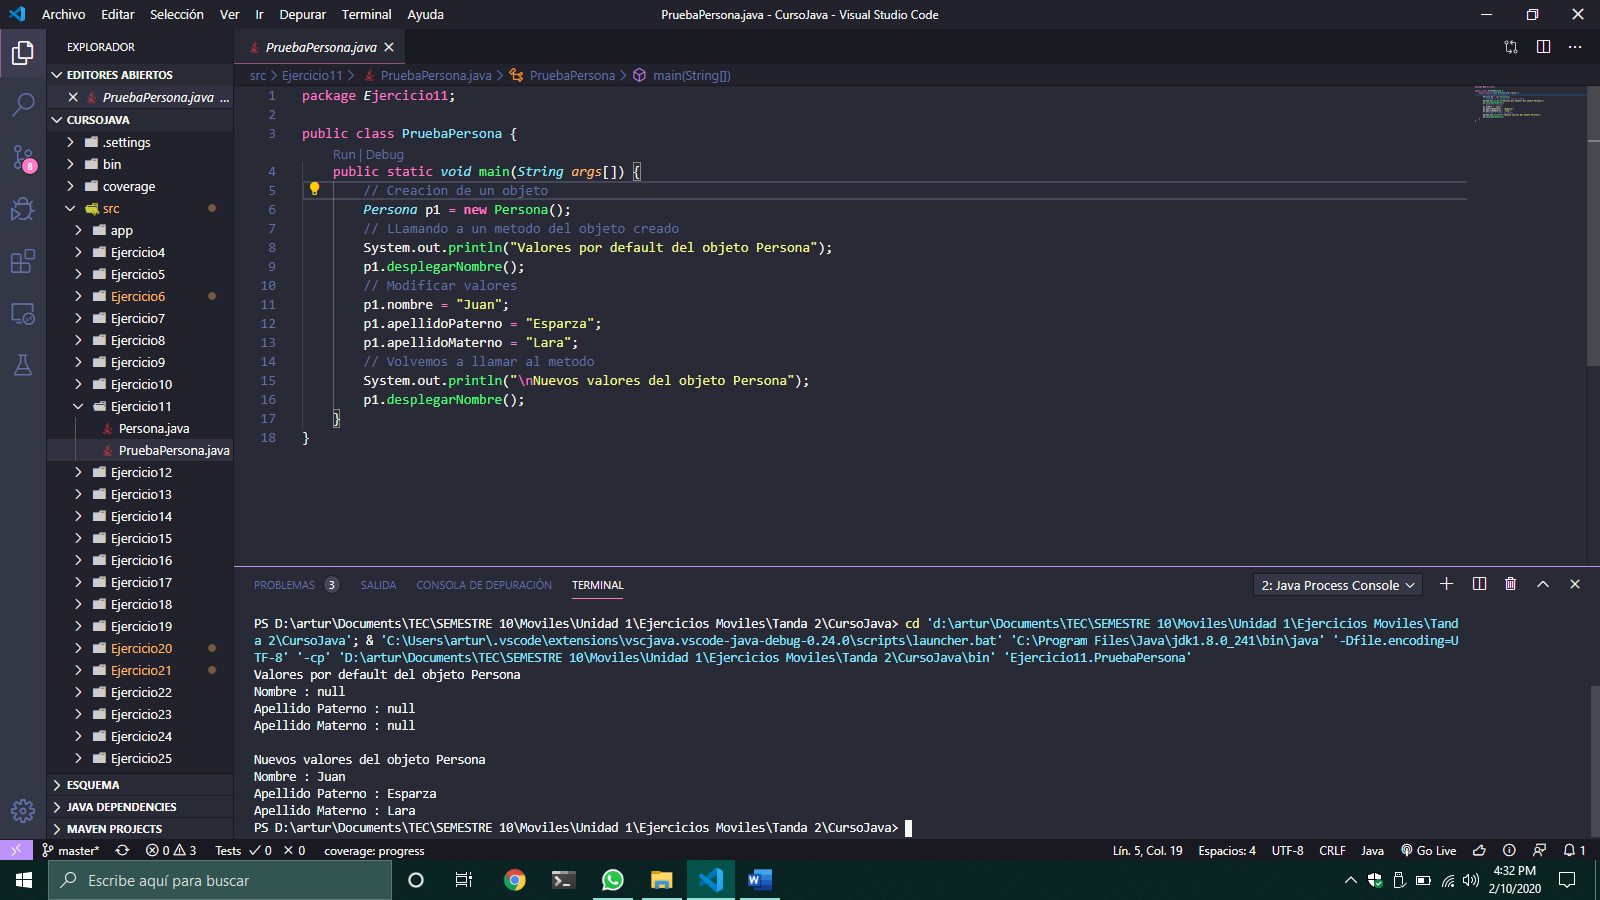 Archivo Editar Selección Ver Ir Depurar Terminal Ayuda
PruebaPersona.java - CursoJava - Visual Studio Code
EXPLORADOR
EDITORES ABIERTOS
PruebaPersona.java ...
CURSOJAVA
.settings
bin
coverage
src
app
Ejercicio4
Ejercicio5
Ejercicio6
Ejercicio7
Ejercicio8
Ejercicio9
Ejercicio10
Ejercicio11
Persona.java
PruebaPersona.java
Ejercicio12
Ejercicio13
Ejercicio14
Ejercicio15
Ejercicio16
Ejercicio17
Ejercicio18
Ejercicio19
Ejercicio20
Ejercicio21
Ejercicio22
Ejercicio23
Ejercicio24
Ejercicio25
ESQUEMA
JAVA DEPENDENCIES
MAVEN PROJECTS
8
PruebaPersona.java
src > Ejercicio11 > PruebaPersona.java > PruebaPersona > main(String[])
1 package Ejercicio11;
2
3 public class PruebaPersona {
Run | Debug
4 public static void main(String args[]) {
5 // Creacion de un objeto
6 Persona p1 = new Persona();
7 // LLamando a un metodo del objeto creado
8 System.out.println("Valores por default del objeto Persona");
9 p1.desplegarNombre();
10 // Modificar valores
11 p1.nombre = "Juan";
12 p1.apellidoPaterno = "Esparza";
13 p1.apellidoMaterno = "Lara";
14 // Volvemos a llamar al metodo
15 System.out.println("\nNuevos valores del objeto Persona");
16 p1.desplegarNombre();
17 }
18 }
PROBLEMAS 3 SALIDA CONSOLA DE DEPURACIÓN TERMINAL
2: Java Process Console
PS D:\artur\Documents\TEC\SEMESTRE 10\Moviles\Unidad 1\Ejercicios Moviles\Tanda 2\CursoJava> cd 'd:\artur\Documents\TEC\SEMESTRE 10\Moviles\Unidad 1\Ejercicios Moviles\Tand
a 2\CursoJava'; & 'C:\Users\artur\.vscode\extensions\vscjava.vscode-java-debug-0.24.0\scripts\launcher.bat' 'C:\Program Files\Java\jdk1.8.0_241\bin\java' '-Dfile.encoding=U
TF-8' '-cp' 'D:\artur\Documents\TEC\SEMESTRE 10\Moviles\Unidad 1\Ejercicios Moviles\Tanda 2\CursoJava\bin' 'Ejercicio11.PruebaPersona'
Valores por default del objeto Persona
Nombre : null
Apellido Paterno : null
Apellido Materno : null
Nuevos valores del objeto Persona
Nombre : Juan
Apellido Paterno : Esparza
Apellido Materno : Lara
PS D:\artur\Documents\TEC\SEMESTRE 10\Moviles\Unidad 1\Ejercicios Moviles\Tanda 2\CursoJava>
master* 0 3 Tests 0 0 coverage: progress
Lín. 5, Col. 19 Espacios: 4 UTF-8 CRLF Java Go Live 1
Escribe aquí para buscar
4:32 PM
2/10/2020